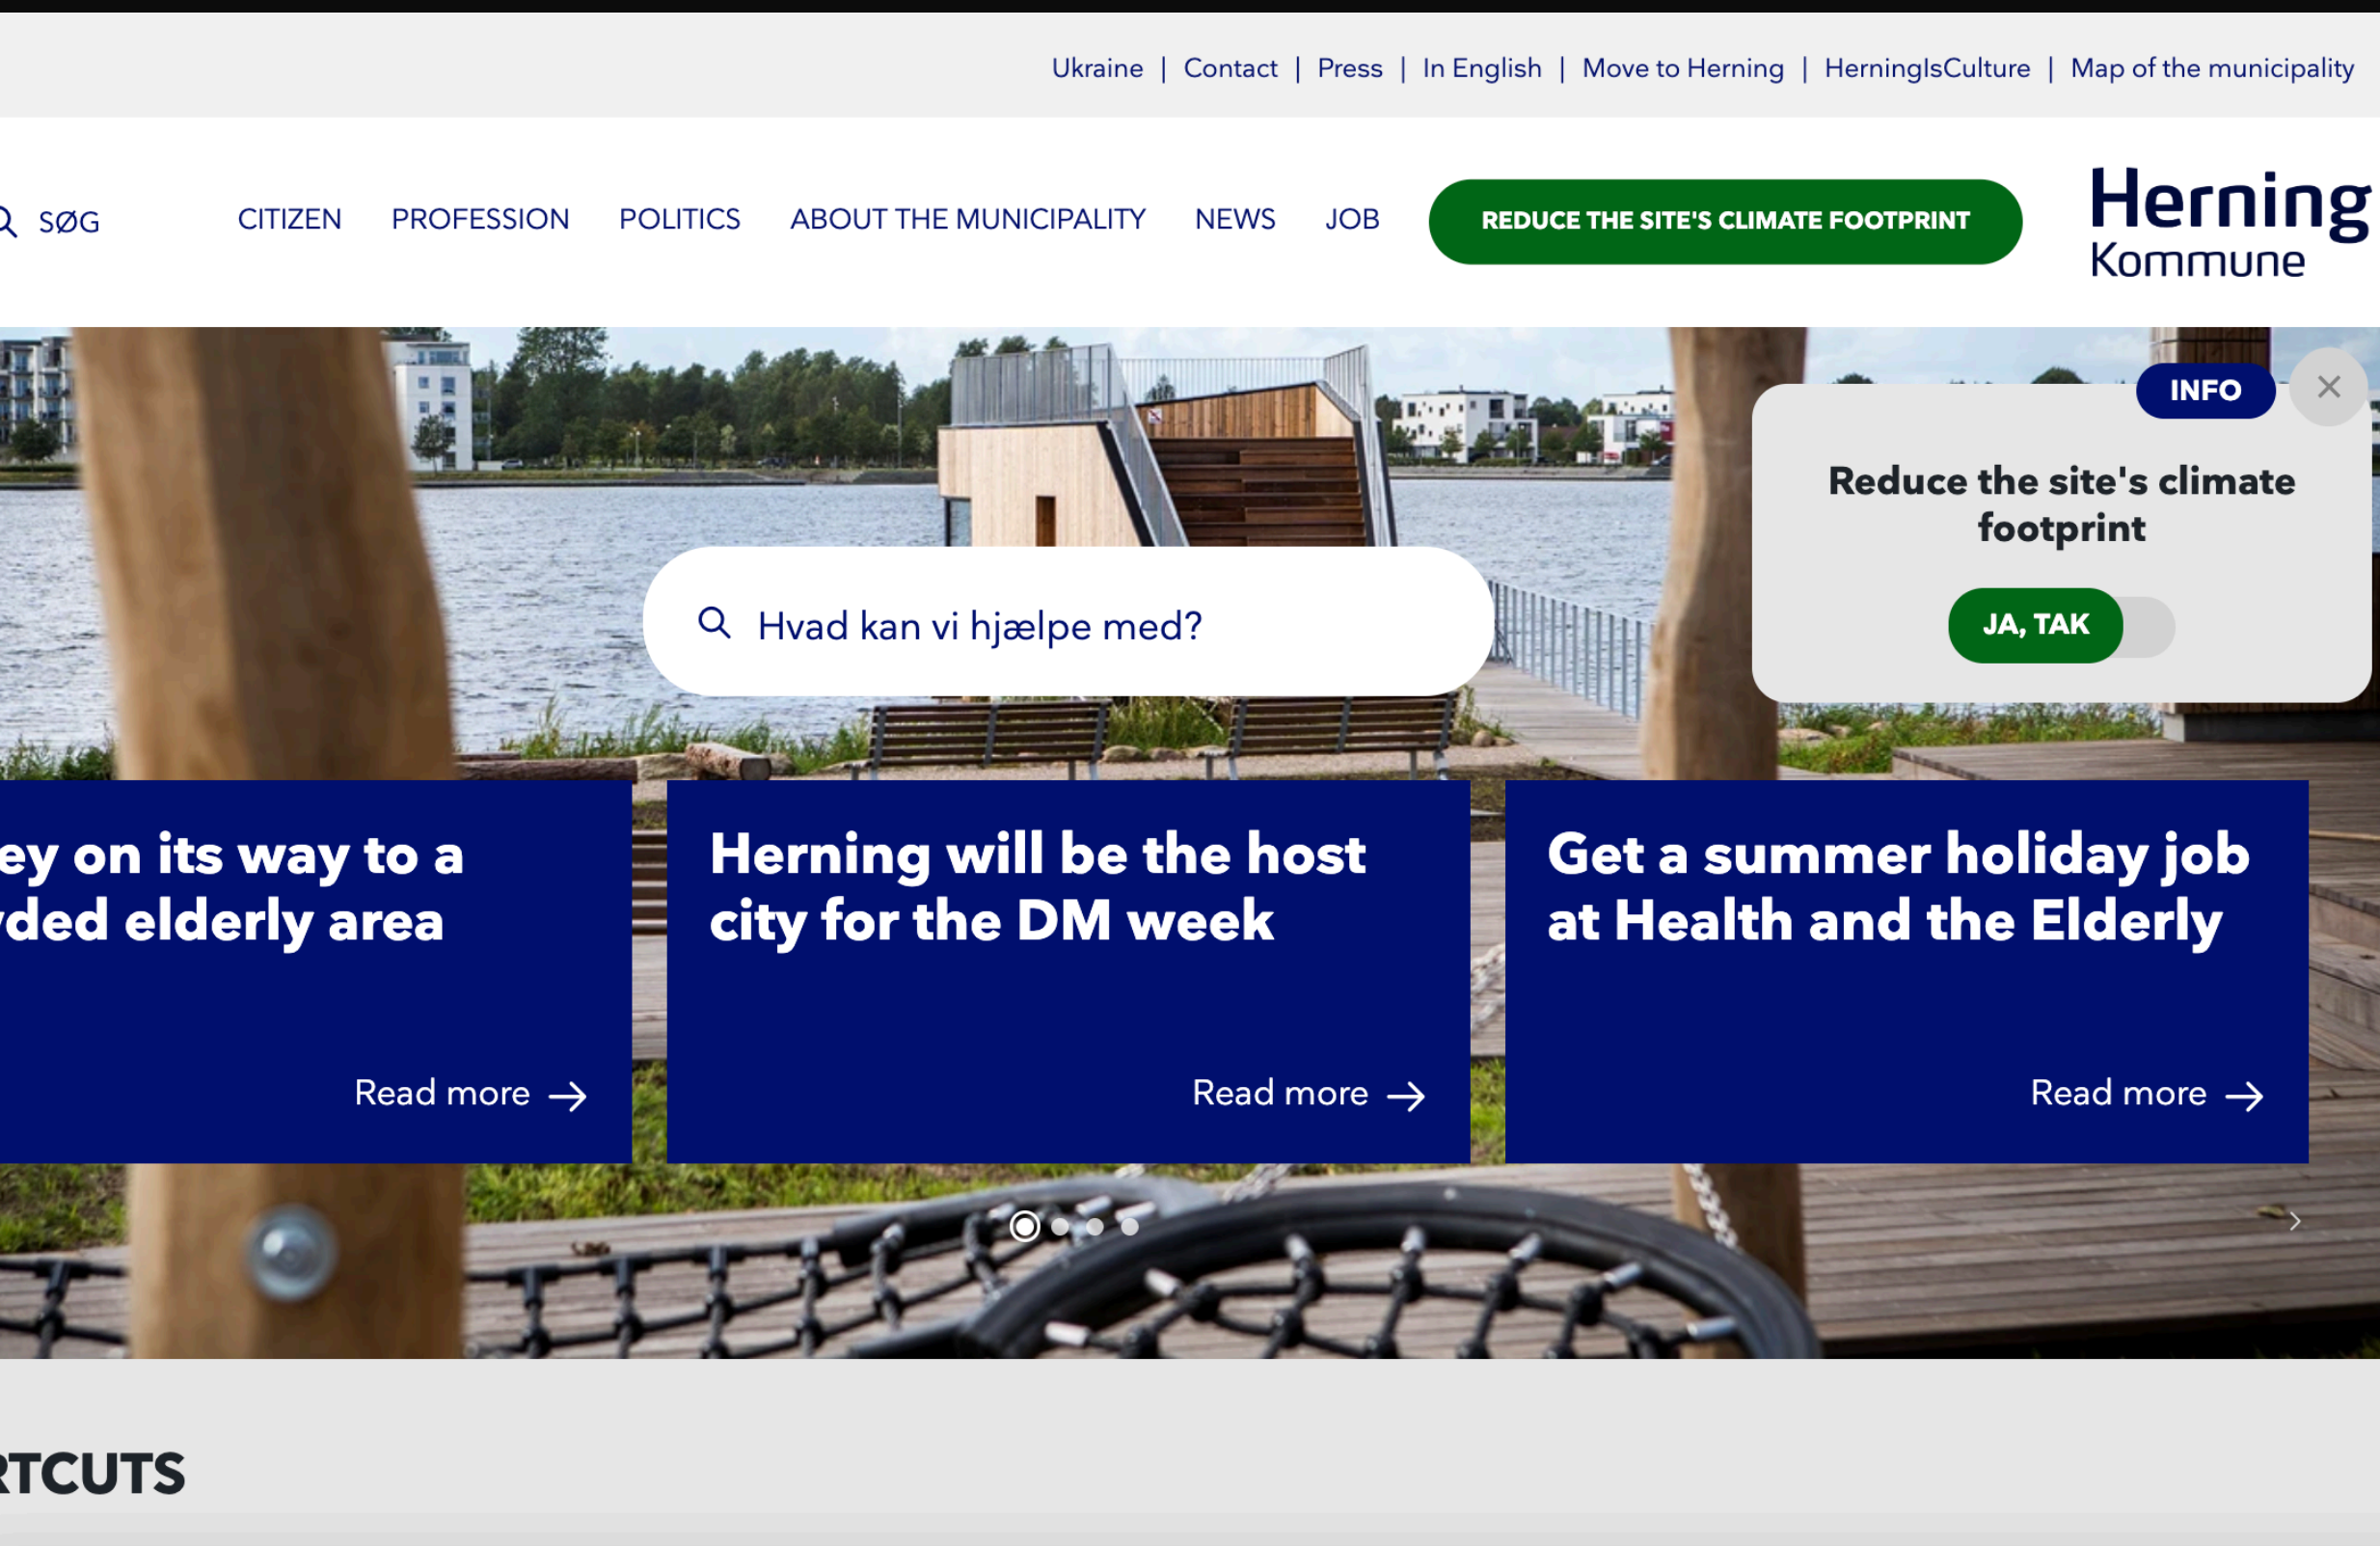 Ukraine | Contact | Press | In English | Move to Herning | HerningIsCulture | Map of the municipality
SØG
CITIZEN
PROFESSION
POLITICS
ABOUT THE MUNICIPALITY
NEWS
JOB
REDUCE THE SITE'S CLIMATE FOOTPRINT
Herning
Kommune
INFO
Reduce the site's climate
footprint
JA, TAK
Hvad kan vi hjælpe med?
on its way to a
elderly area
Read more
Herning will be the host
city for the DM week
Read more
Get a summer holiday job
at Health and the Elderly
Read more